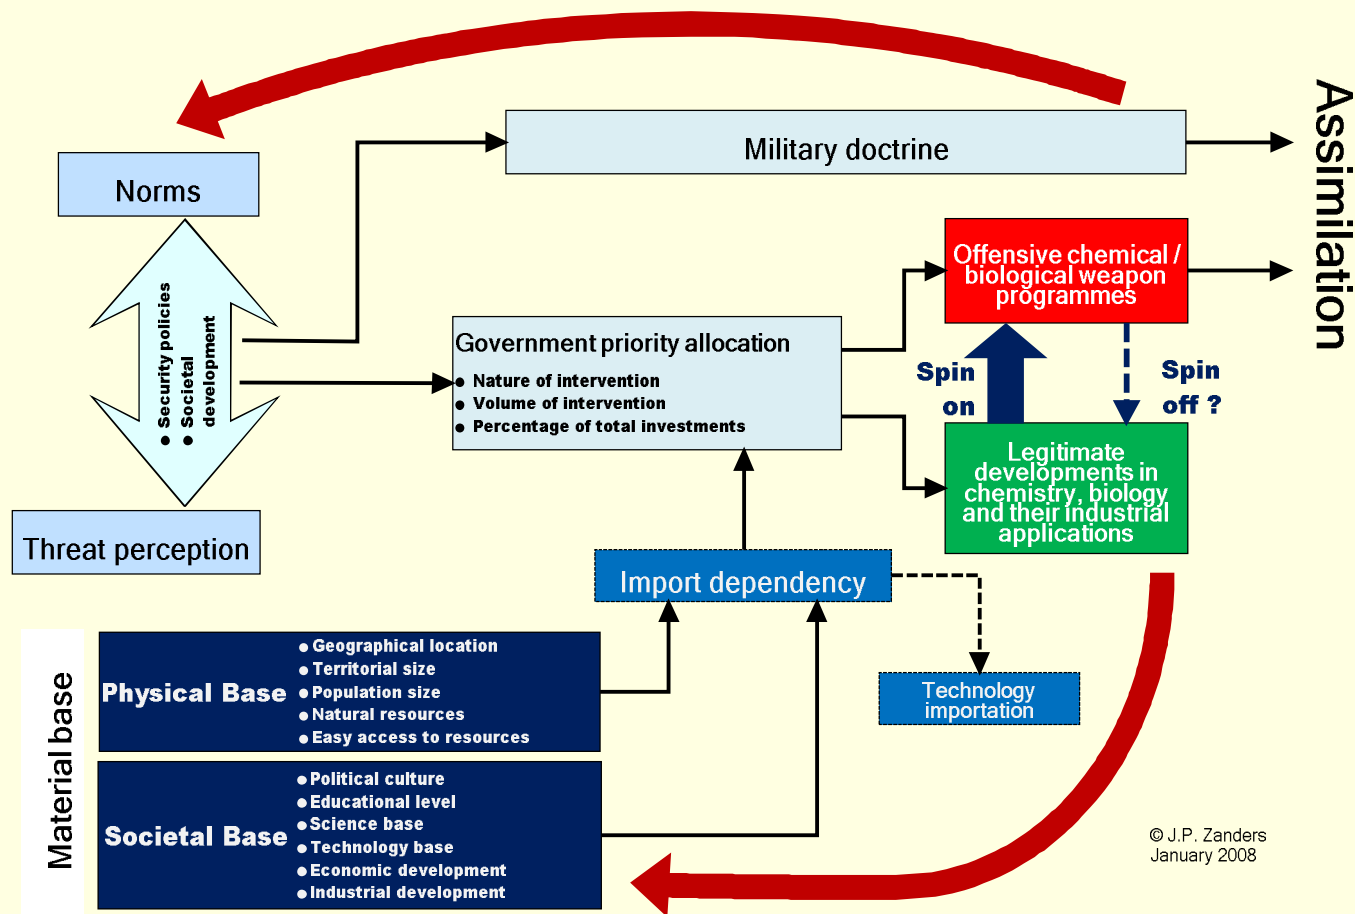 Assimilation
Military doctrine
Norms
• Security policies
• Societal
development
Threat perception
Government priority allocation
• Nature of intervention
• Volume of intervention
• Percentage of total investments
Offensive chemical /
biological weapon
programmes
Spin
on
Spin
off ?
Legitimate
developments in
chemistry, biology
and their industrial
applications
Import dependency
Technology
importation
Material base
Physical Base
• Geographical location
• Territorial size
• Population size
• Natural resources
• Easy access to resources
Societal Base
• Political culture
• Educational level
• Science base
• Technology base
• Economic development
• Industrial development
© J.P. Zanders
January 2008